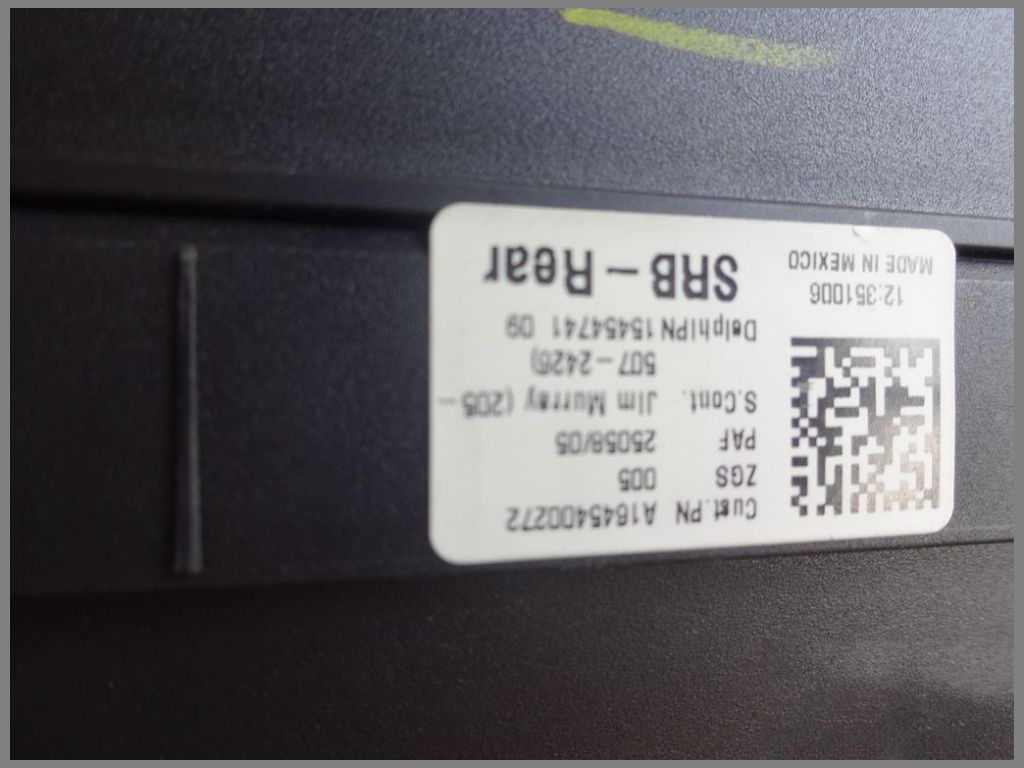 Cust.PN A1645400272
ZGS 005
PAF 25058/05
S.Cont. Jim Murray (205-
507-2426)
DelphiPN 15454741 09
SRB-Rear
12:351006
MADE IN MEXICO